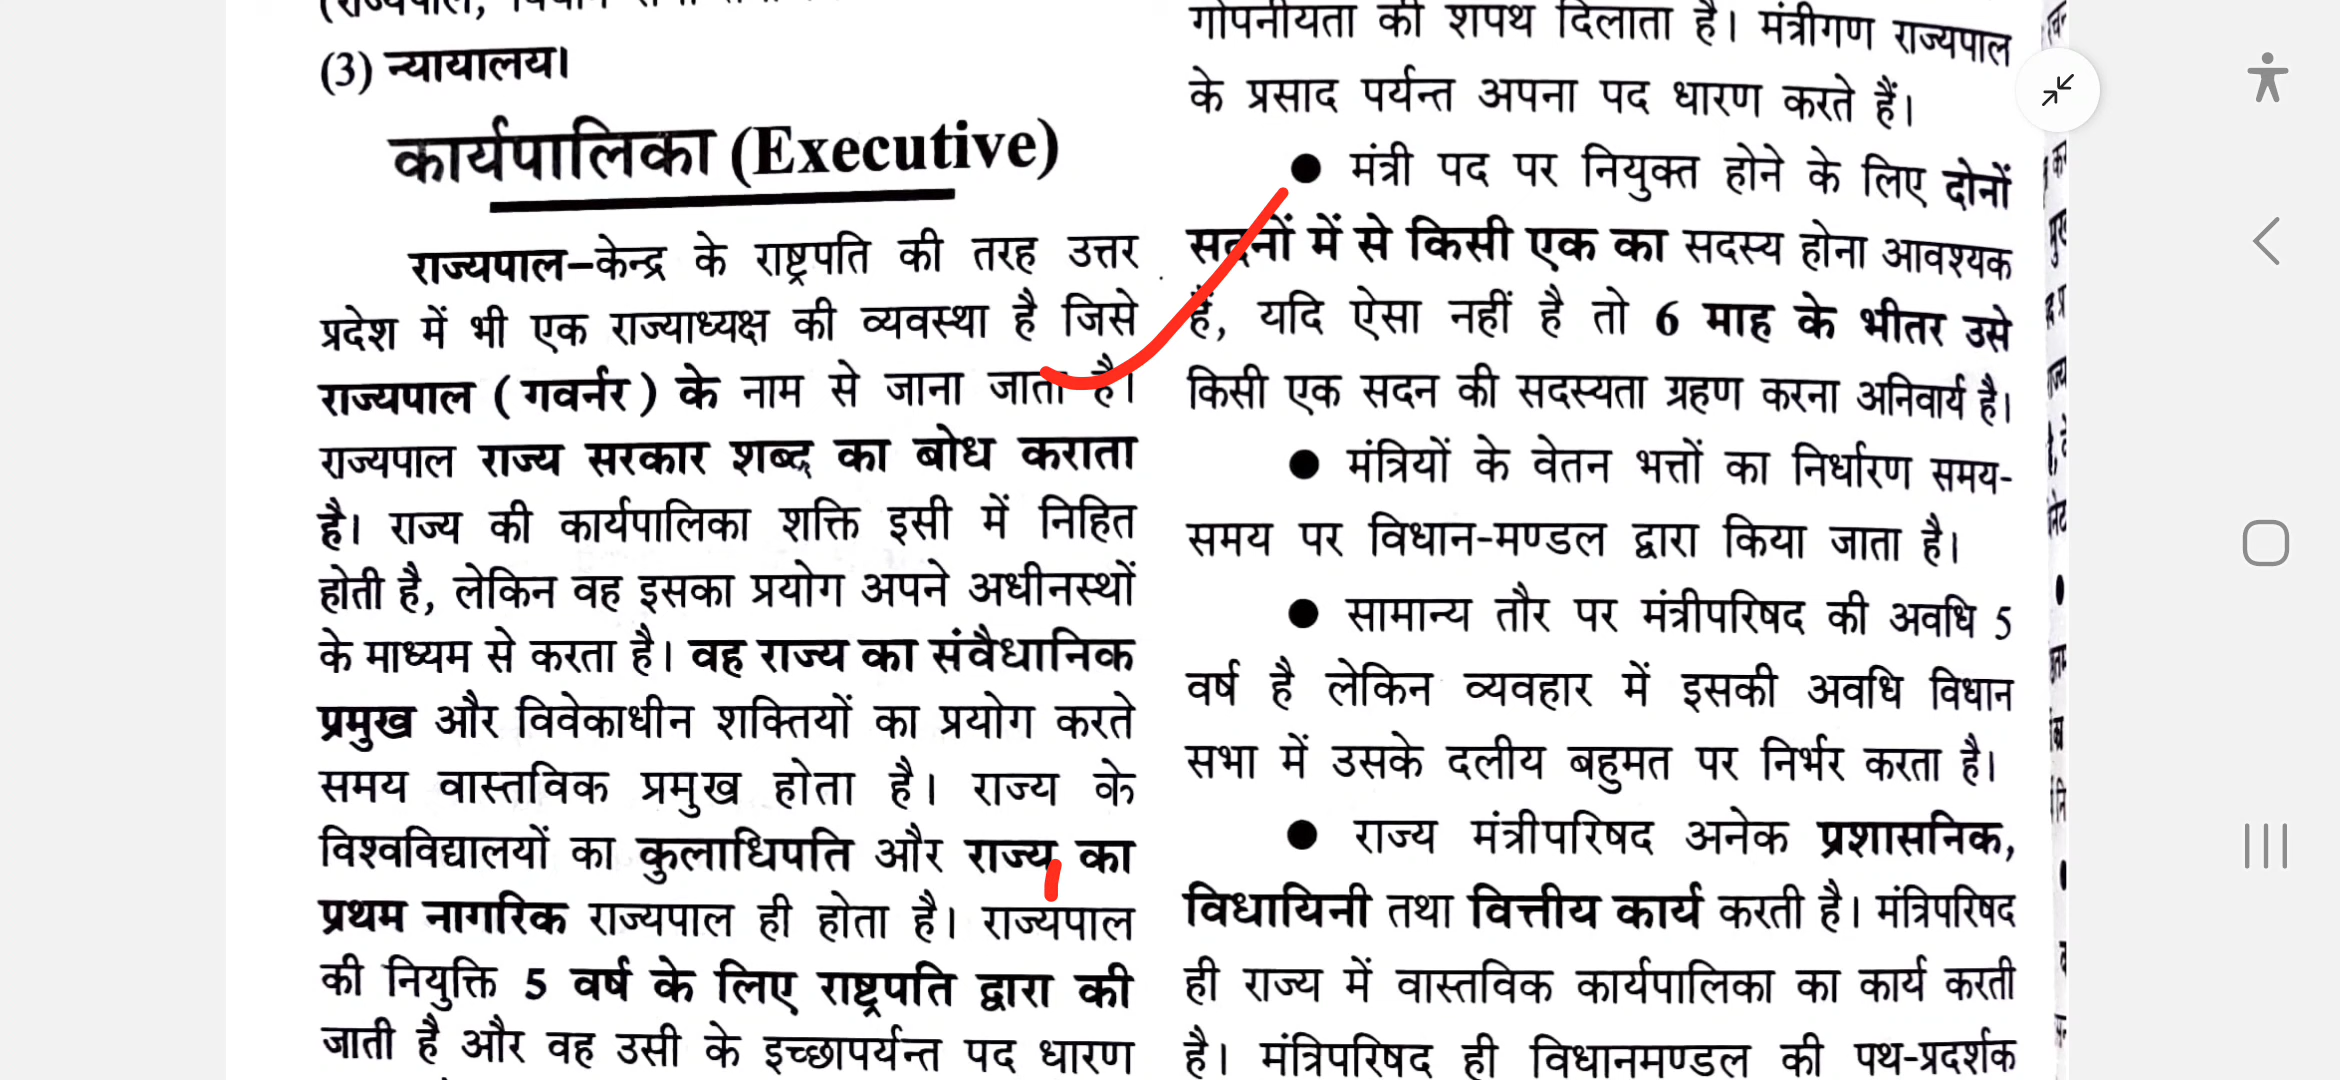 (3) न्यायालय।
कार्यपालिका (Executive)
राज्यपाल–केन्द्र के राष्ट्रपति की तरह उत्तर
प्रदेश में भी एक राज्याध्यक्ष की व्यवस्था है जिसे
राज्यपाल (गवर्नर) के नाम से जाना जाता है।
राज्यपाल राज्य सरकार शब्द का बोध कराता
है। राज्य की कार्यपालिका शक्ति इसी में निहित
होती है, लेकिन वह इसका प्रयोग अपने अधीनस्थों
के माध्यम से करता है। वह राज्य का संवैधानिक
प्रमुख और विवेकाधीन शक्तियों का प्रयोग करते
समय वास्तविक प्रमुख होता है। राज्य के
विश्वविद्यालयों का कुलाधिपति और राज्य का
प्रथम नागरिक राज्यपाल ही होता है। राज्यपाल
की नियुक्ति 5 वर्ष के लिए राष्ट्रपति द्वारा की
जाती है और वह उसी के इच्छापर्यन्त पद धारण
गोपनीयता की शपथ दिलाता है। मंत्रीगण राज्यपाल
के प्रसाद पर्यन्त अपना पद धारण करते हैं।
● मंत्री पद पर नियुक्त होने के लिए दोनों
सदनों में से किसी एक का सदस्य होना आवश्यक
हैं, यदि ऐसा नहीं है तो 6 माह के भीतर उसे
किसी एक सदन की सदस्यता ग्रहण करना अनिवार्य है।
● मंत्रियों के वेतन भत्तों का निर्धारण समय-
समय पर विधान-मण्डल द्वारा किया जाता है।
● सामान्य तौर पर मंत्रीपरिषद की अवधि 5
वर्ष है लेकिन व्यवहार में इसकी अवधि विधान
सभा में उसके दलीय बहुमत पर निर्भर करता है।
● राज्य मंत्रीपरिषद अनेक प्रशासनिक,
विधायिनी तथा वित्तीय कार्य करती है। मंत्रिपरिषद
ही राज्य में वास्तविक कार्यपालिका का कार्य करती
है। मंत्रिपरिषद ही विधानमण्डल की पथ-प्रदर्शक